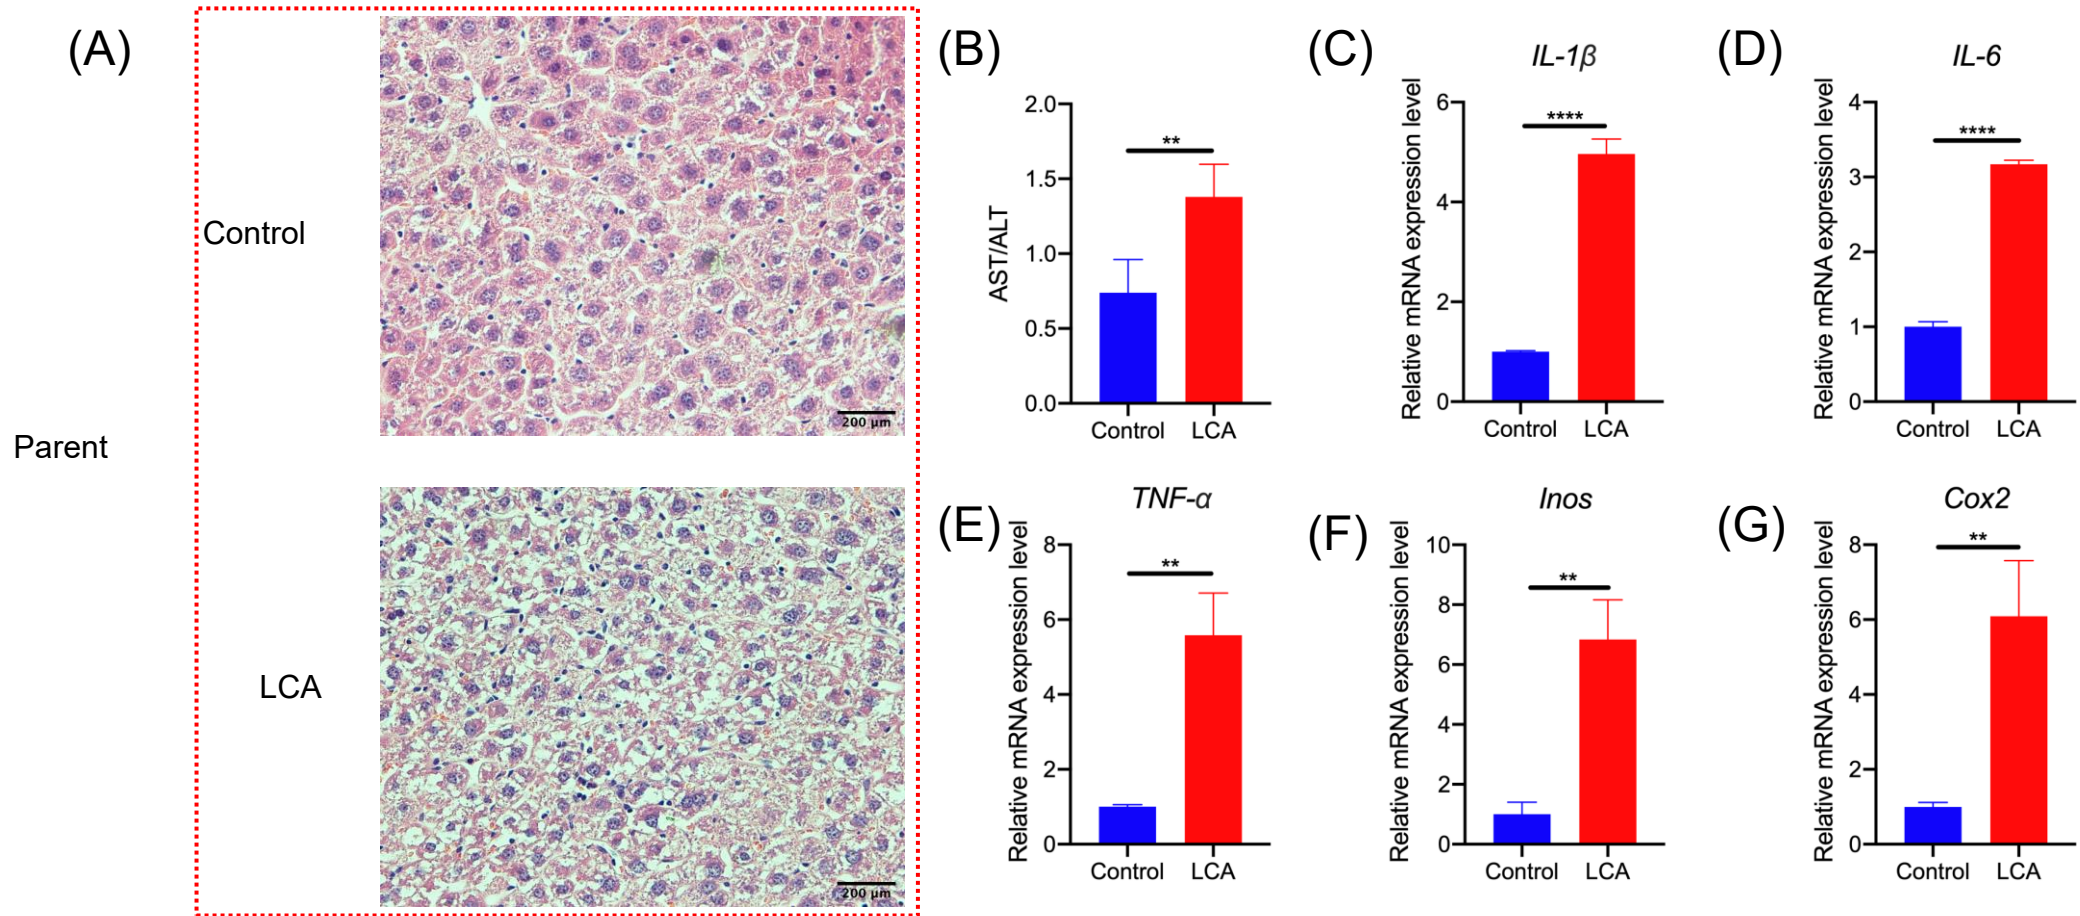 (A)
Parent
Control
200 μm
LCA
200 μm
(B)
AST/ALT
2.0
1.5
1.0
0.5
0.0
**
Control LCA
(C)
IL-1β
Relative mRNA expression level
6
4
2
0
****
Control LCA
(D)
IL-6
Relative mRNA expression level
4
3
2
1
0
****
Control LCA
(E)
TNF-α
Relative mRNA expression level
8
6
4
2
0
**
Control LCA
(F)
Inos
Relative mRNA expression level
10
8
6
4
2
0
**
Control LCA
(G)
Cox2
Relative mRNA expression level
8
6
4
2
0
**
Control LCA